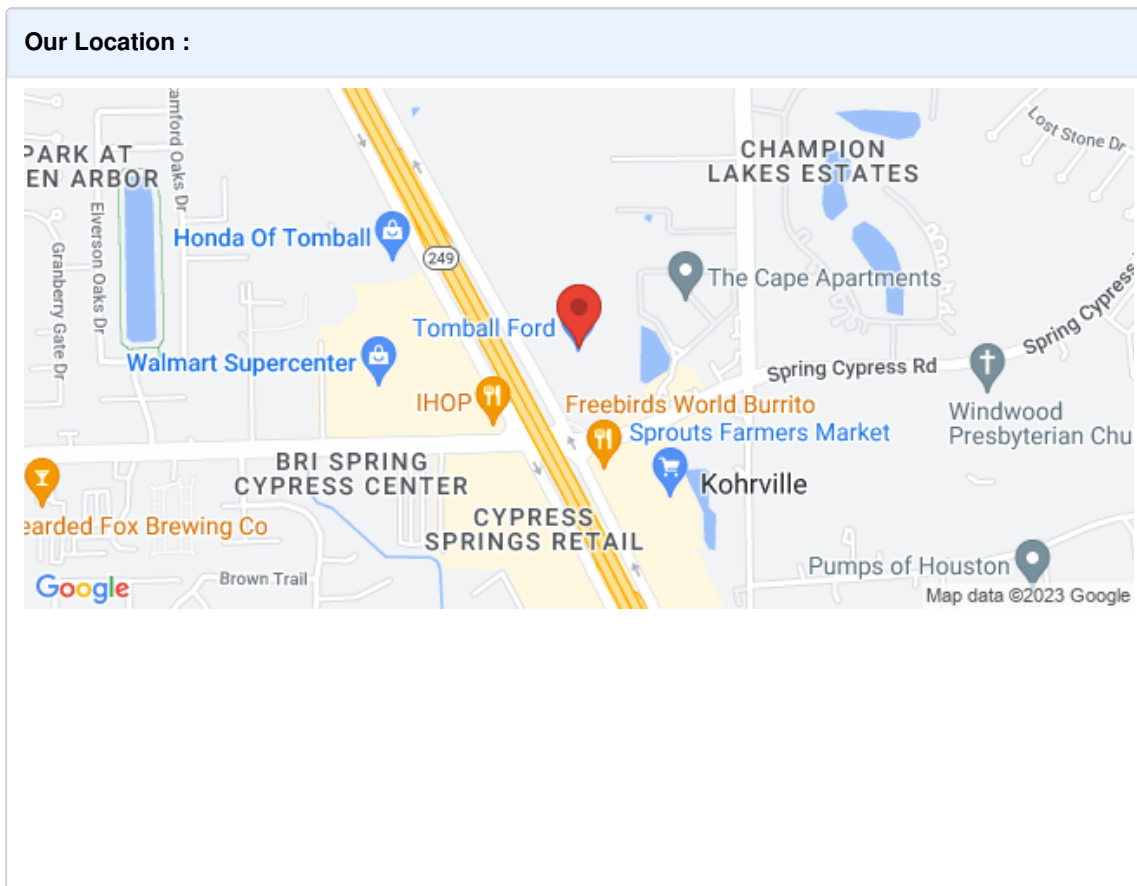 Our Location :
amford Oaks Dr
PARK AT
EN ARBOR
Elverson Oaks Dr
Granberry Gate Dr
Honda Of Tomball
249
CHAMPION
LAKES ESTATES
Lost Stone Dr
The Cape Apartments
Tomball Ford
Walmart Supercenter
Spring Cypress Rd
Spring Cypress
IHOP
Freebirds World Burrito
Sprouts Farmers Market
Windwood
Presbyterian Chu
BRI SPRING
CYPRESS CENTER
Kohrville
earded Fox Brewing Co
CYPRESS
SPRINGS RETAIL
Brown Trail
Pumps of Houston
Google
Map data ©2023 Google